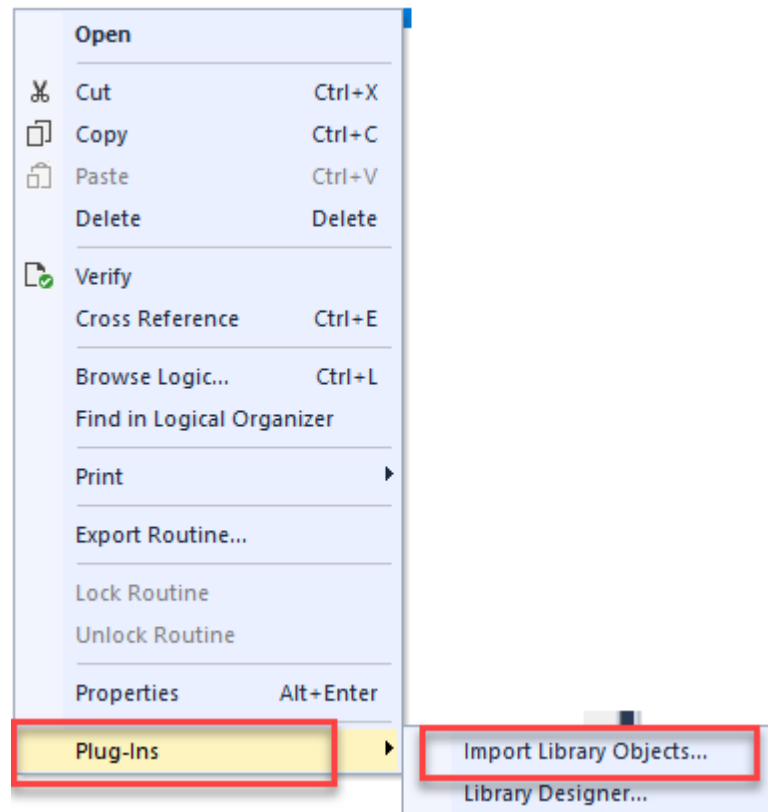 Open
Cut Ctrl+X
Copy Ctrl+C
Paste Ctrl+V
Delete Delete
Verify
Cross Reference Ctrl+E
Browse Logic... Ctrl+L
Find in Logical Organizer
Print
Export Routine...
Lock Routine
Unlock Routine
Properties Alt+Enter
Plug-Ins Import Library Objects...
Library Designer...